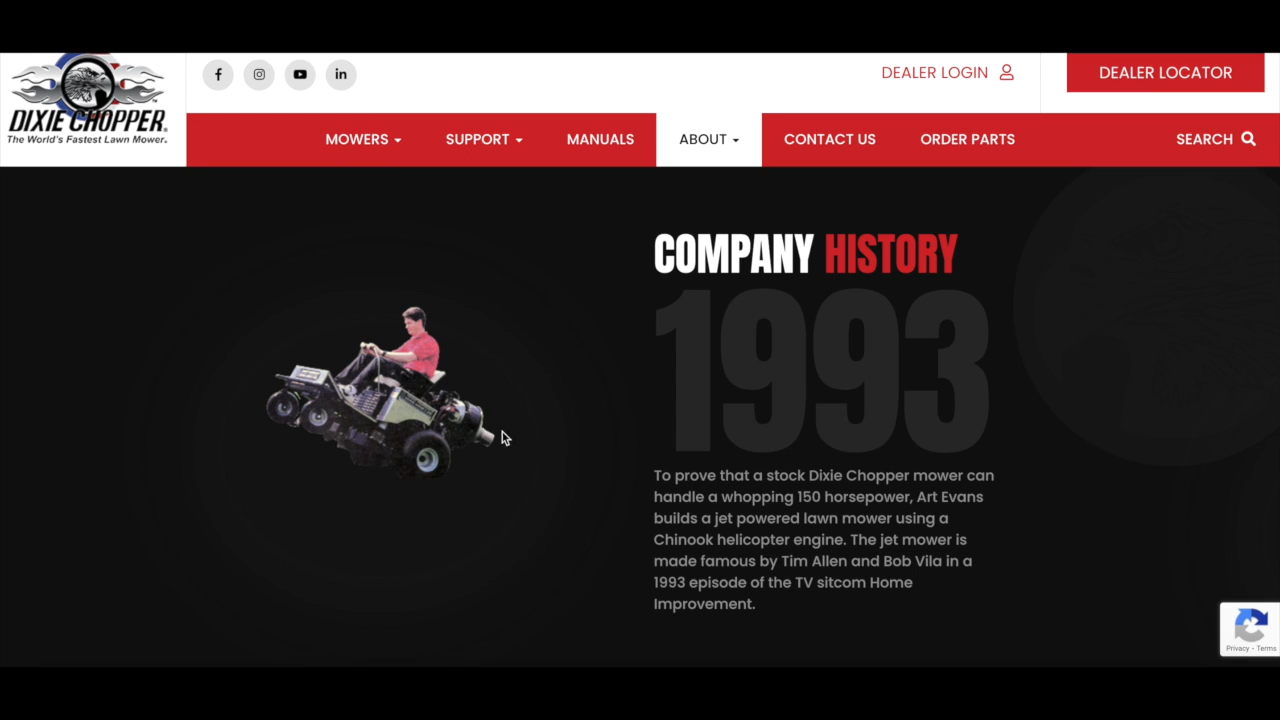 DIXIE CHOPPER
The World's Fastest Lawn Mower.
DEALER LOGIN
DEALER LOCATOR
MOWERS
SUPPORT
MANUALS
ABOUT
CONTACT US
ORDER PARTS
SEARCH
COMPANY HISTORY
1993
To prove that a stock Dixie Chopper mower can
handle a whopping 150 horsepower, Art Evans
builds a jet powered lawn mower using a
Chinook helicopter engine. The jet mower is
made famous by Tim Allen and Bob Vila in a
1993 episode of the TV sitcom Home
Improvement.
Privacy - Terms